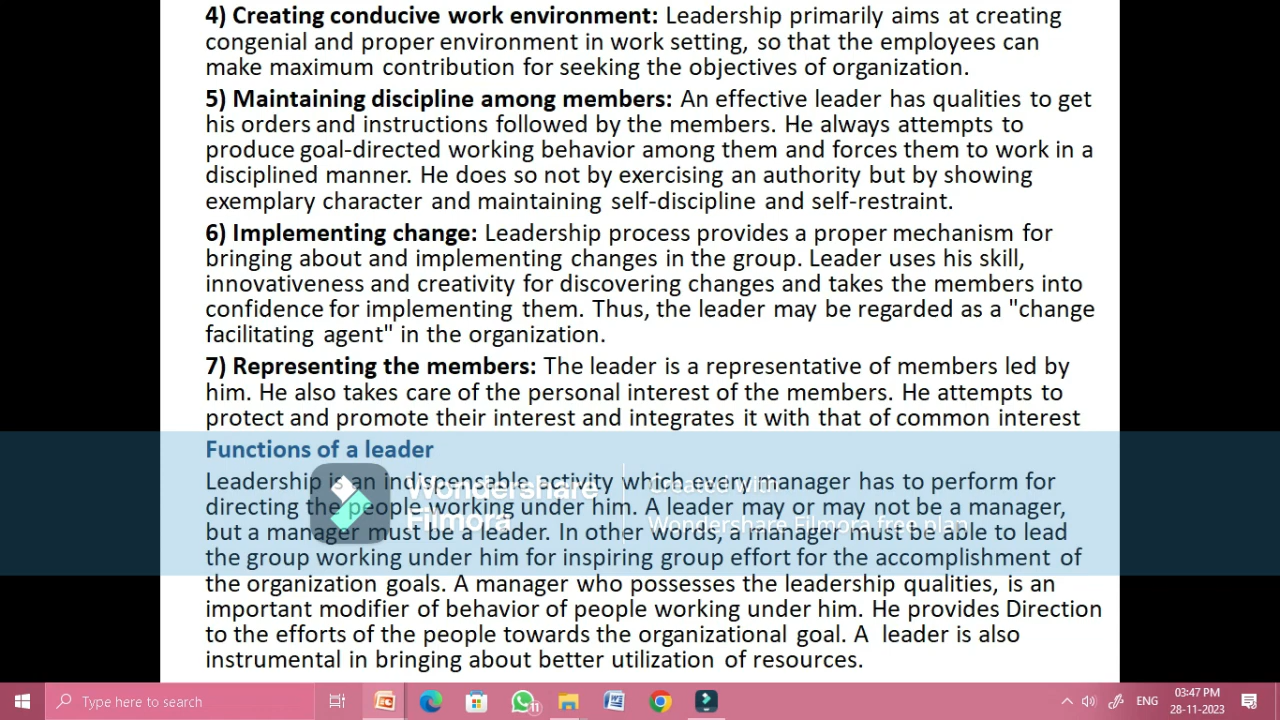 4) Creating conducive work environment: Leadership primarily aims at creating
congenial and proper environment in work setting, so that the employees can
make maximum contribution for seeking the objectives of organization.
5) Maintaining discipline among members: An effective leader has qualities to get
his orders and instructions followed by the members. He always attempts to
produce goal-directed working behavior among them and forces them to work in a
disciplined manner. He does so not by exercising an authority but by showing
exemplary character and maintaining self-discipline and self-restraint.
6) Implementing change: Leadership process provides a proper mechanism for
bringing about and implementing changes in the group. Leader uses his skill,
innovativeness and creativity for discovering changes and takes the members into
confidence for implementing them. Thus, the leader may be regarded as a "change
facilitating agent" in the organization.
7) Representing the members: The leader is a representative of members led by
him. He also takes care of the personal interest of the members. He attempts to
protect and promote their interest and integrates it with that of common interest
Functions of a leader
Leadership is an indispensable activity which every manager has to perform for
directing the people working under him. A leader may or may not be a manager,
but a manager must be a leader. In other words, a manager must be able to lead
the group working under him for inspiring group effort for the accomplishment of
the organization goals. A manager who possesses the leadership qualities, is an
important modifier of behavior of people working under him. He provides Direction
to the efforts of the people towards the organizational goal. A  leader is also
instrumental in bringing about better utilization of resources.
Wondershare
Filmora
Created with
Wondershare Filmora free plan
Type here to search
11
ENG
03:47 PM
28-11-2023